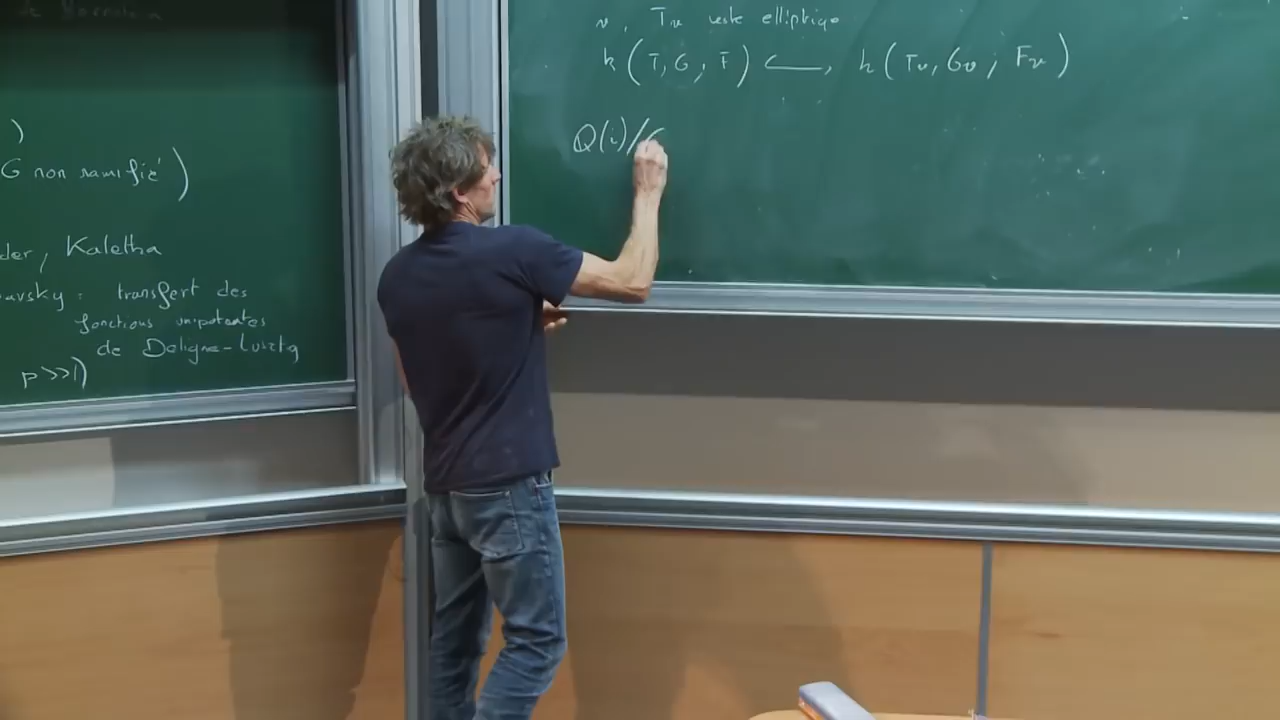 )
G non ramifié )
der, Kaletha
avsky : transfert des
fonctions unipotentes
de Deligne-Lusztig
p >>1)
v, Tv reste elliptique
k(T, G; F) ⟵⟶ k(Tv, Gv; Fv)
Q(i)/